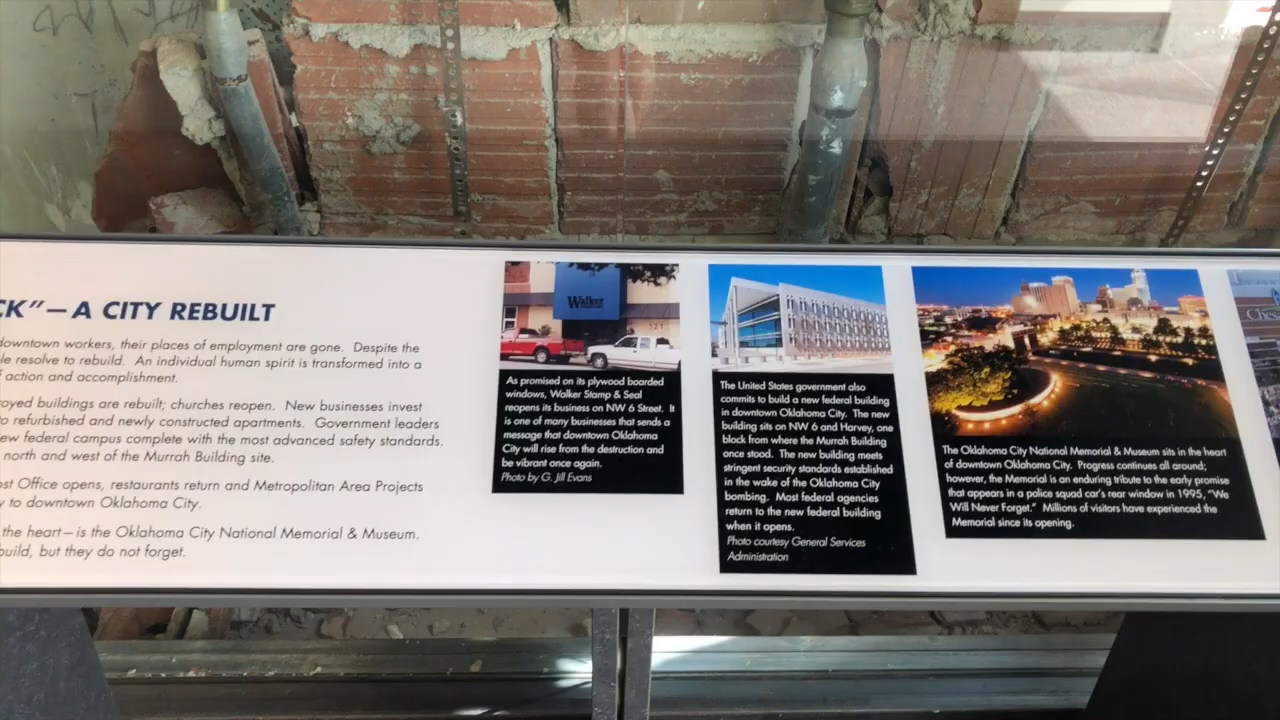 CK”—A CITY REBUILT
downtown workers, their places of employment are gone. Despite the
le resolve to rebuild. An individual human spirit is transformed into a
f action and accomplishment.
royed buildings are rebuilt; churches reopen. New businesses invest
o refurbished and newly constructed apartments. Government leaders
ew federal campus complete with the most advanced safety standards.
north and west of the Murrah Building site.
ost Office opens, restaurants return and Metropolitan Area Projects
y to downtown Oklahoma City.
the heart—is the Oklahoma City National Memorial & Museum.
build, but they do not forget.
Walker
121
As promised on its plywood boarded
windows, Walker Stamp & Seal
reopens its business on NW 6 Street. It
is one of many businesses that sends a
message that downtown Oklahoma
City will rise from the destruction and
be vibrant once again.
Photo by G. Jill Evans
The United States government also
commits to build a new federal building
in downtown Oklahoma City. The new
building sits on NW 6 and Harvey, one
block from where the Murrah Building
once stood. The new building meets
stringent security standards established
in the wake of the Oklahoma City
bombing. Most federal agencies
return to the new federal building
when it opens.
Photo courtesy General Services
Administration
The Oklahoma City National Memorial & Museum sits in the heart
of downtown Oklahoma City. Progress continues all around;
however, the Memorial is an enduring tribute to the early promise
that appears in a police squad car’s rear window in 1995, “We
Will Never Forget.” Millions of visitors have experienced the
Memorial since its opening.
Ches